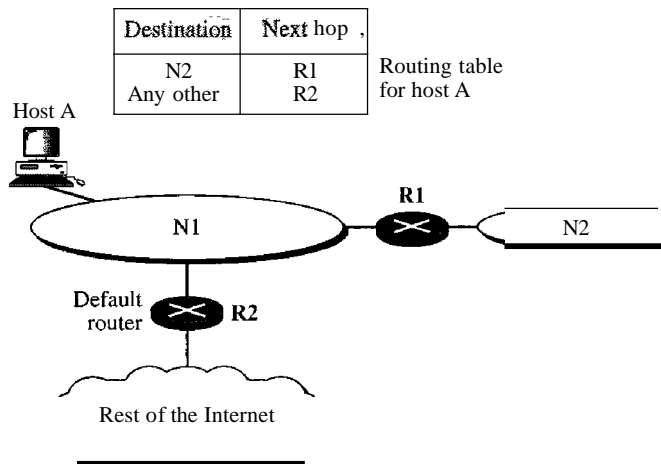 Destination Next hop ,
N2 R1
Any other R2
Routing table
for host A
Host A
R1
N1
N2
Default
router
R2
Rest of the Internet